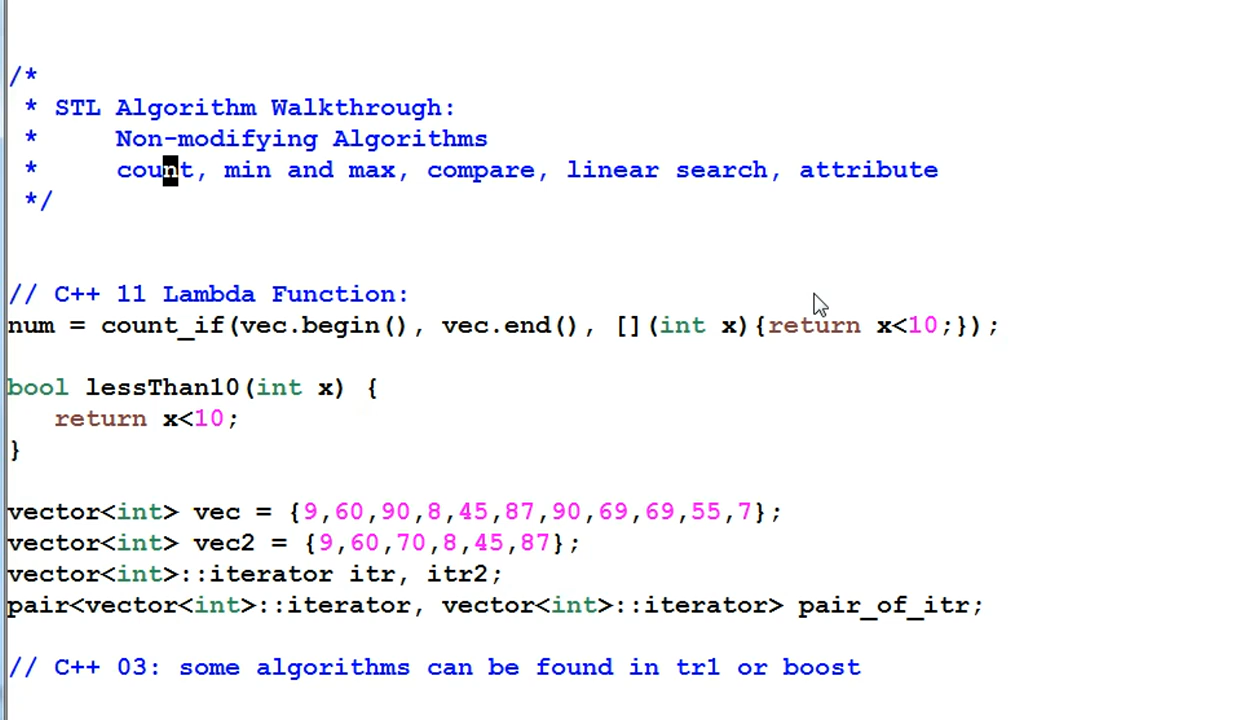 /*
* STL Algorithm Walkthrough:
* Non-modifying Algorithms
* count, min and max, compare, linear search, attribute
*/
// C++ 11 Lambda Function:
num = count_if(vec.begin(), vec.end(), [](int x){return x<10;});
bool lessThan10(int x) {
return x<10;
}
vector<int> vec = {9,60,90,8,45,87,90,69,69,55,7};
vector<int> vec2 = {9,60,70,8,45,87};
vector<int>::iterator itr, itr2;
pair<vector<int>::iterator, vector<int>::iterator> pair_of_itr;
// C++ 03: some algorithms can be found in tr1 or boost